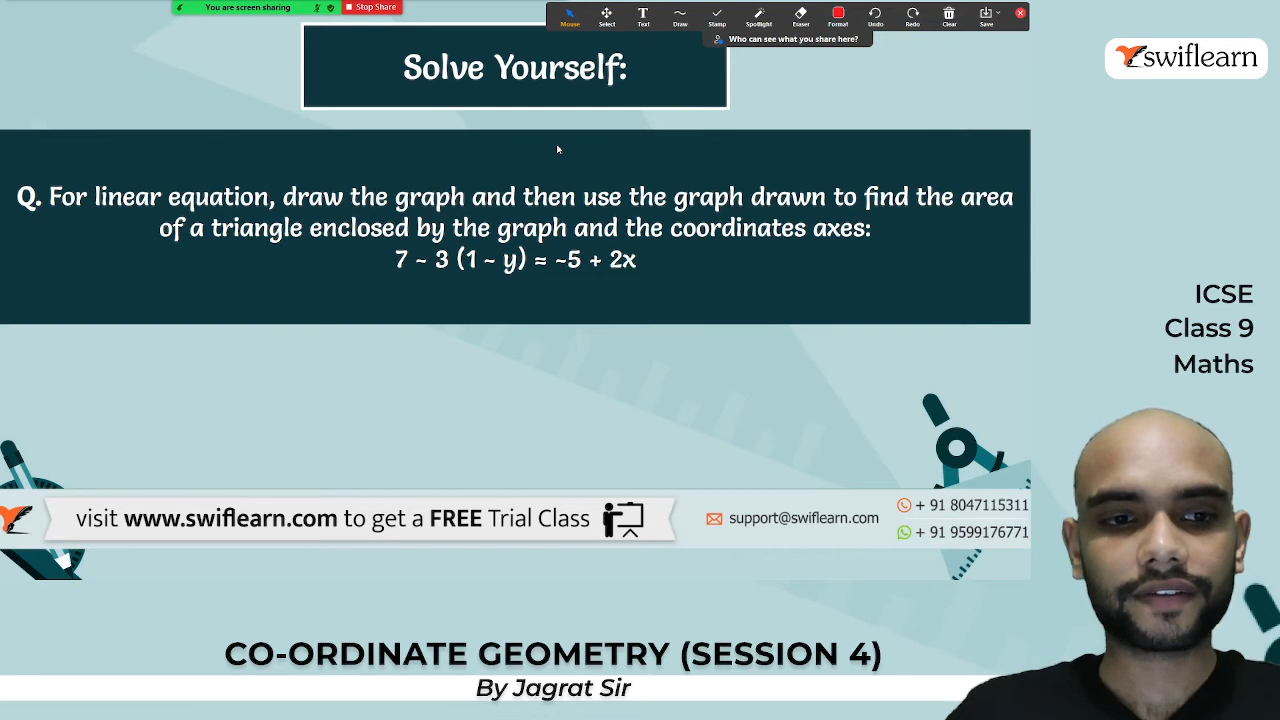 You are screen sharing
Stop Share
Mouse
Select
Text
Draw
Stamp
Spotlight
Eraser
Format
Undo
Redo
Clear
Save
Who can see what you share here?
Solve Yourself:
swiflearn
Q. For linear equation, draw the graph and then use the graph drawn to find the area
of a triangle enclosed by the graph and the coordinates axes:
7 ~ 3 (1 ~ y) = ~5 + 2x
ICSE
Class 9
Maths
visit www.swiflearn.com to get a FREE Trial Class
support@swiflearn.com
+ 91 8047115311
+ 91 9599176771
CO-ORDINATE GEOMETRY (SESSION 4)
By Jagrat Sir